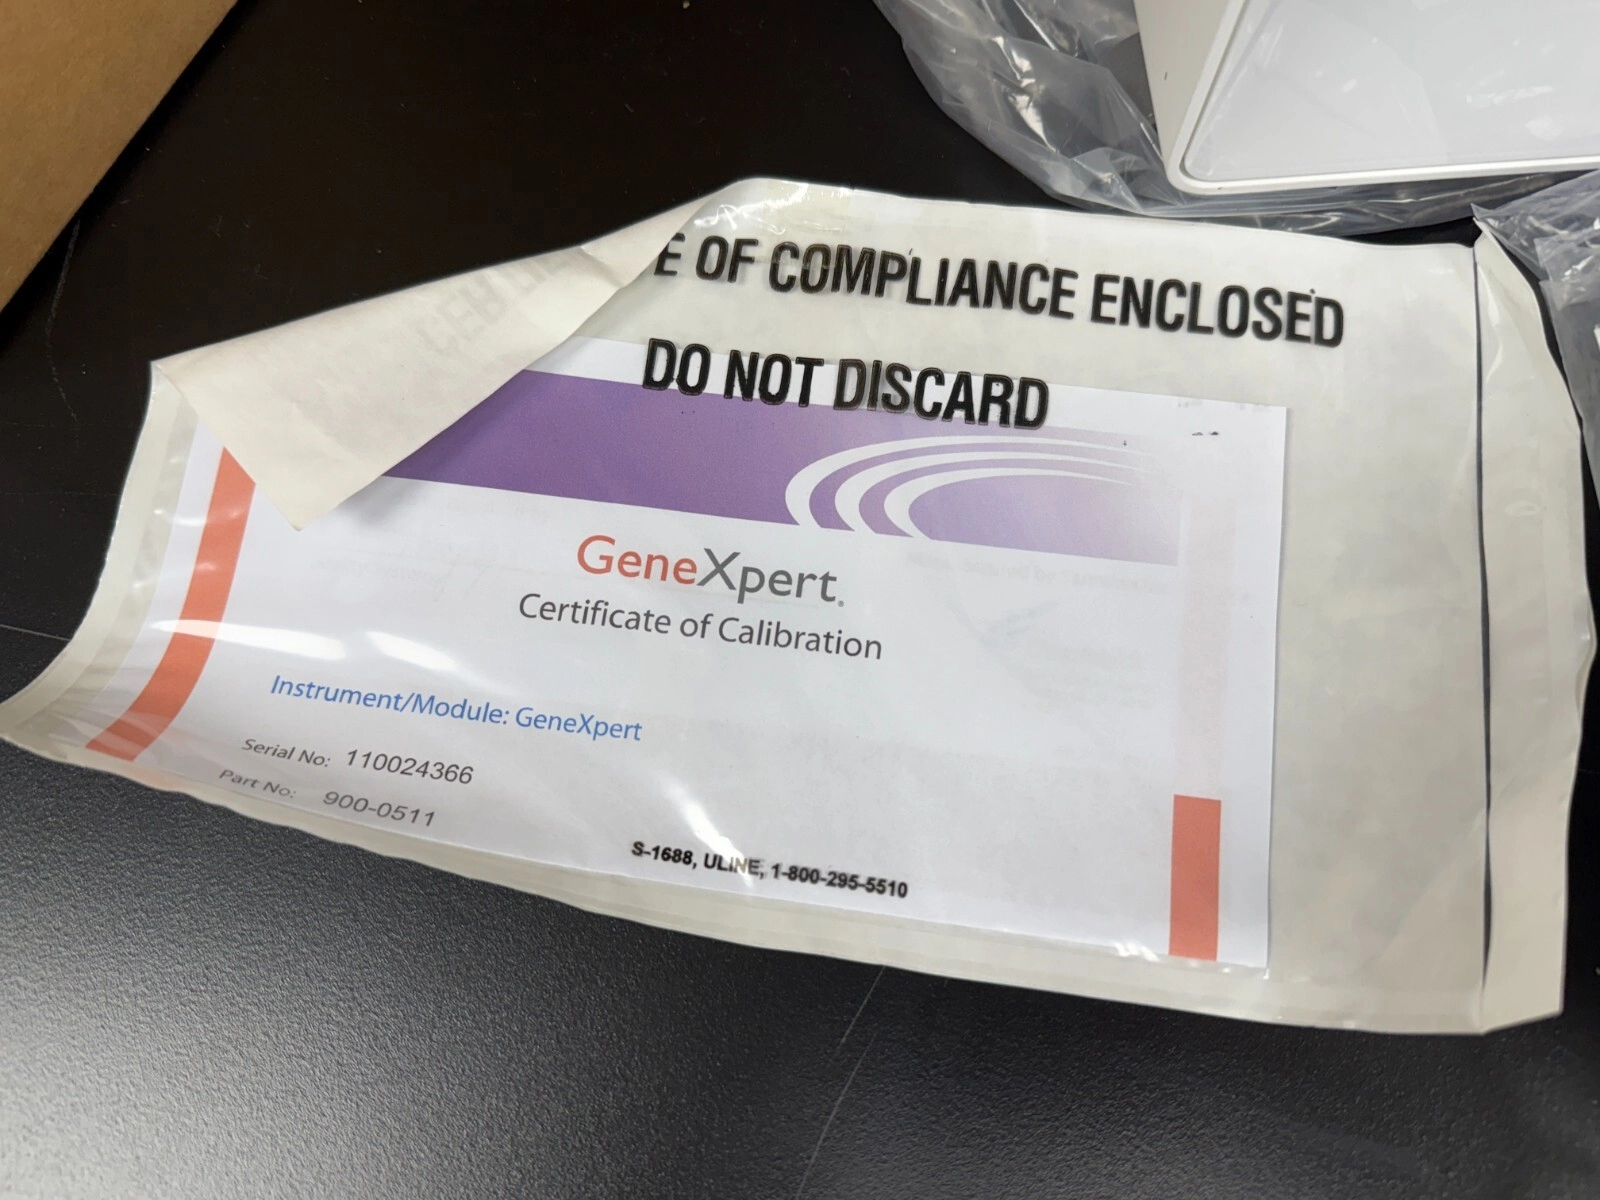 E OF COMPLIANCE ENCLOSED
DO NOT DISCARD
GeneXpert.
Certificate of Calibration
Instrument/Module: GeneXpert
Serial No: 110024366
Part No: 900-0511
S-1688, ULINE, 1-800-295-5510